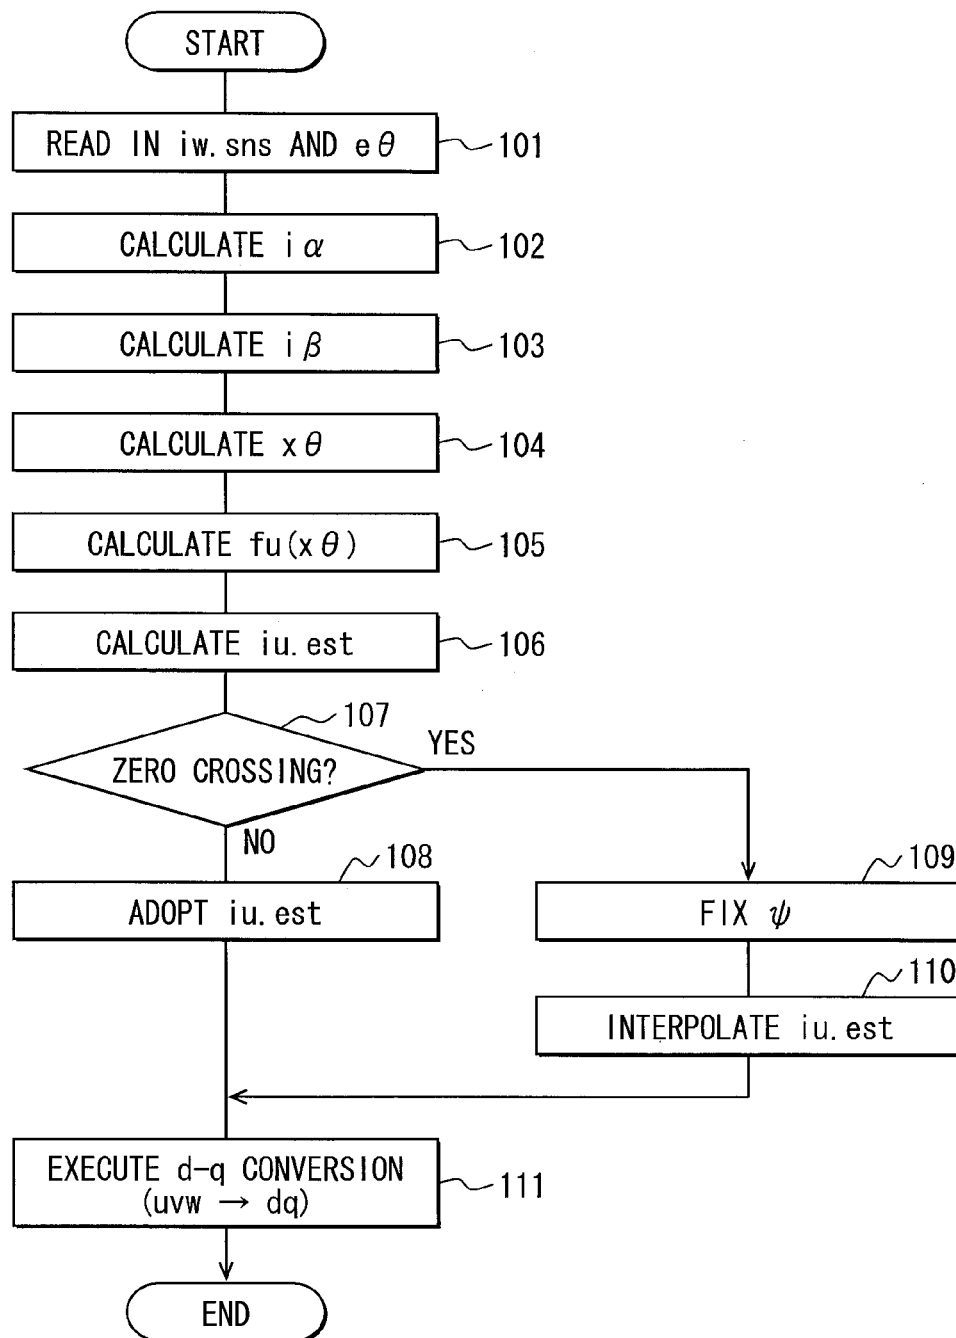 START
READ IN iw.sns AND eθ
101
CALCULATE iα
102
CALCULATE iβ
103
CALCULATE xθ
104
CALCULATE fu(xθ)
105
CALCULATE iu.est
106
107
ZERO CROSSING?
YES
NO
108
ADOPT iu.est
109
FIX ψ
110
INTERPOLATE iu.est
EXECUTE d-q CONVERSION
(uvw → dq)
111
END